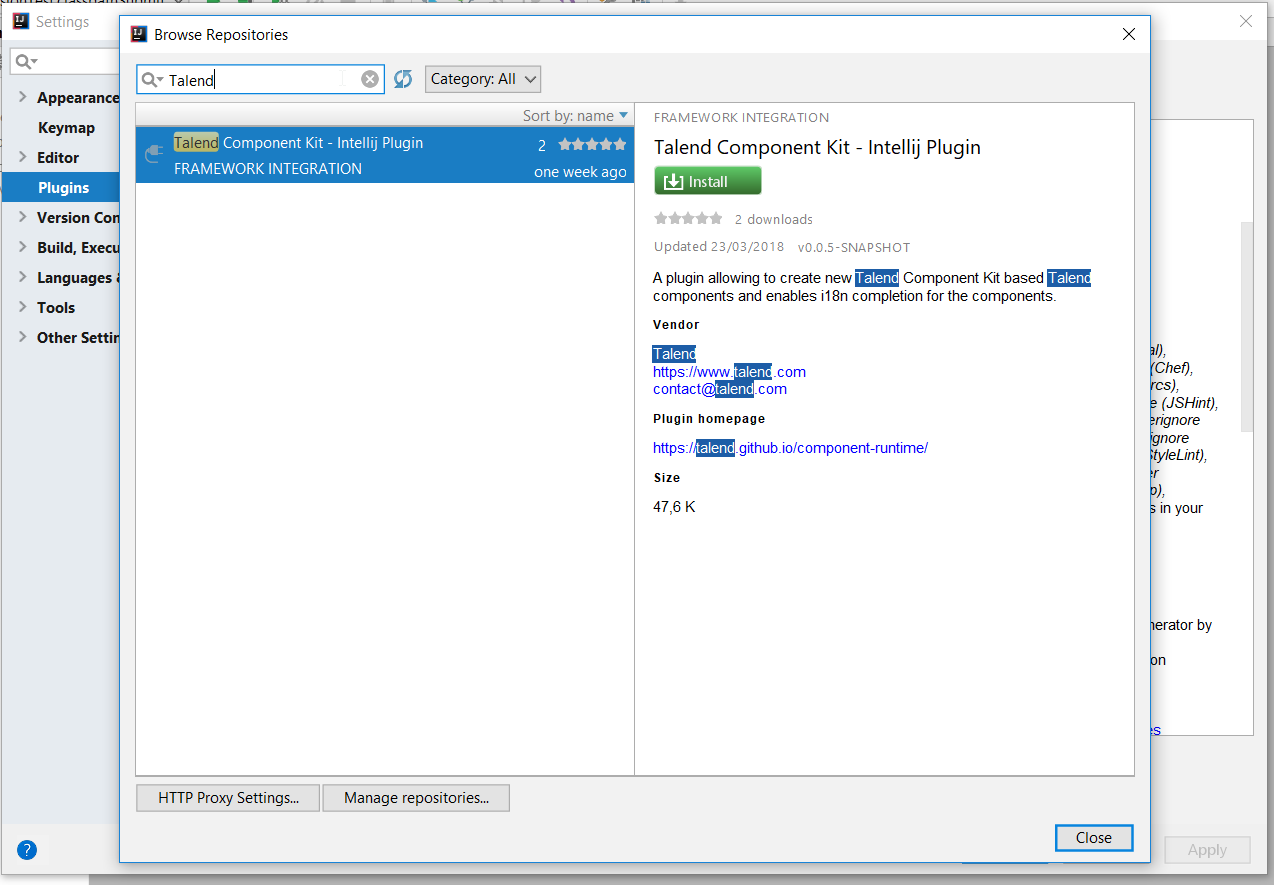 Settings
Browse Repositories
Talend
Category: All
Appearance
Keymap
Editor
Plugins
Version Con
Build, Execu
Languages &
Tools
Other Settin
Sort by: name
Talend Component Kit - Intellij Plugin
2
FRAMEWORK INTEGRATION
one week ago
FRAMEWORK INTEGRATION
Talend Component Kit - Intellij Plugin
Install
2 downloads
Updated 23/03/2018 v0.0.5-SNAPSHOT
A plugin allowing to create new Talend Component Kit based Talend
components and enables i18n completion for the components.
Vendor
Talend
https://www.talend.com
contact@talend.com
Plugin homepage
https://talend.github.io/component-runtime/
Size
47,6 K
al),
(Chef),
rcs),
e (JSHint),
erignore
ignore
StyleLint),
er
p),
s in your
nerator by
on
es
HTTP Proxy Settings...
Manage repositories...
Close
?
Apply